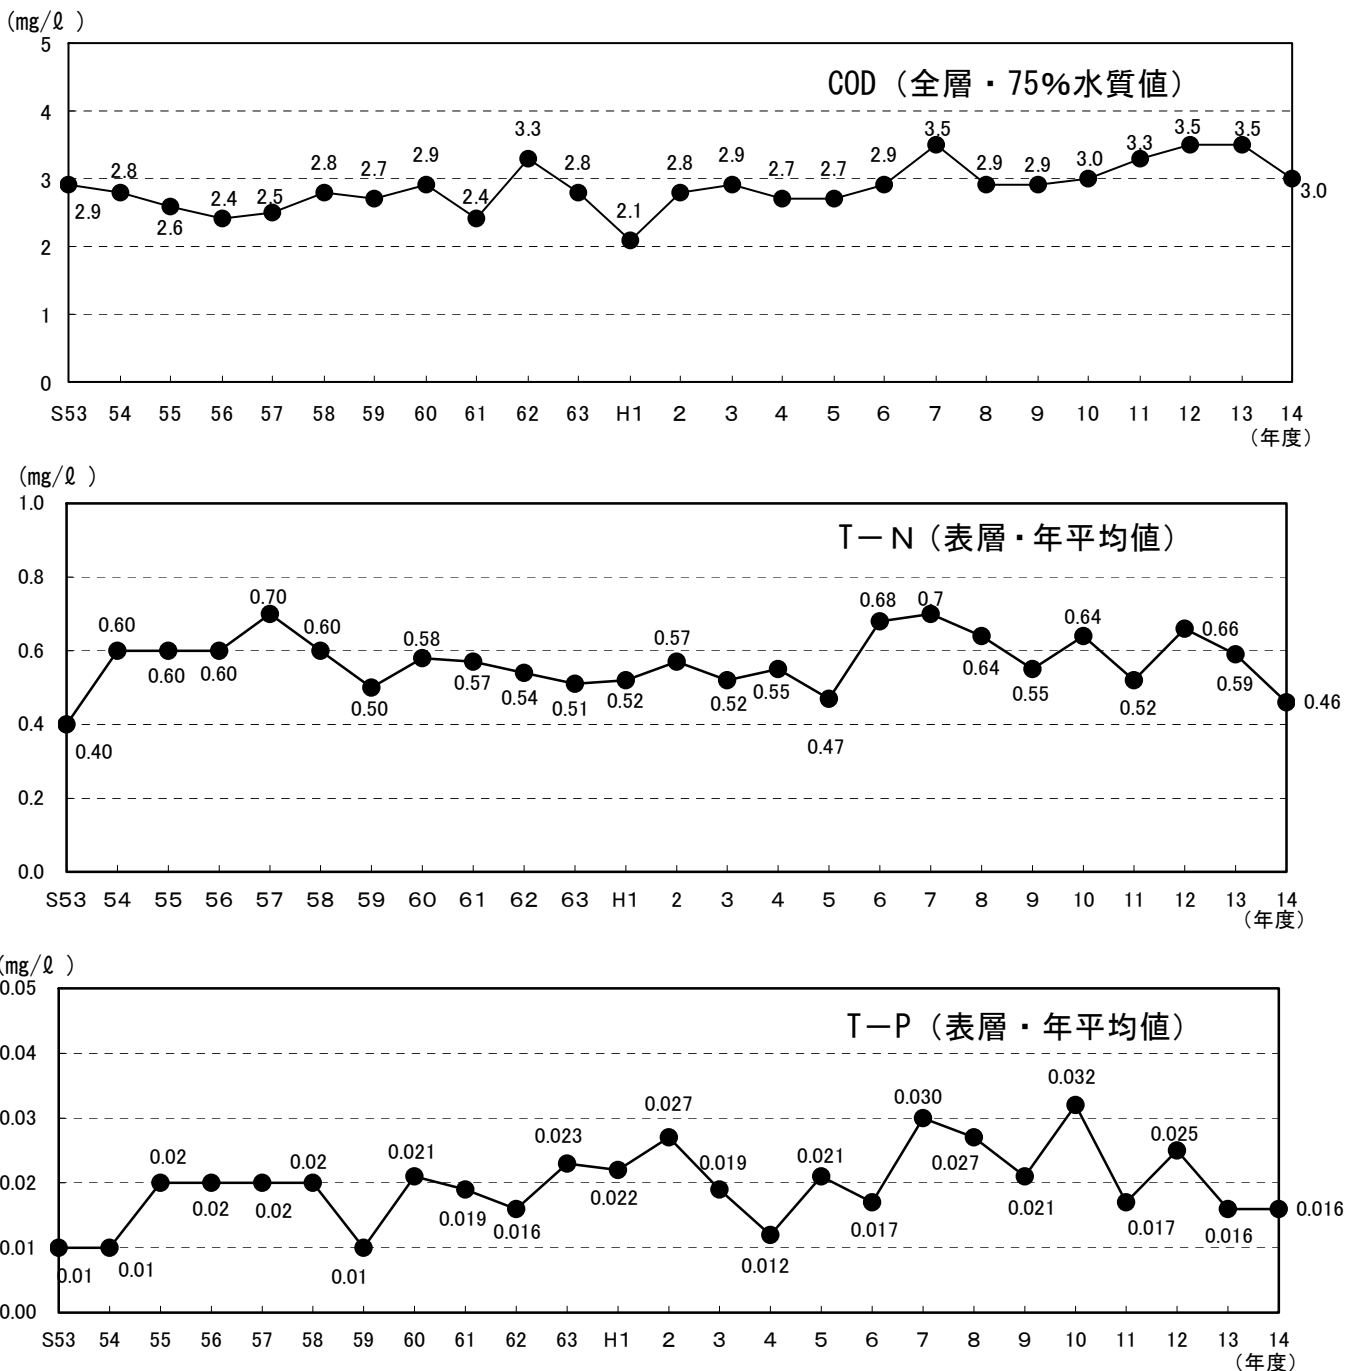 (mg/ℓ )
COD（全層・75%水質値）
5
4
3
2
1
0
2.9 2.8 2.6 2.4 2.5 2.8 2.7 2.9 2.4 3.3 2.8 2.1 2.8 2.9 2.7 2.7 2.9 3.5 2.9 2.9 3.0 3.3 3.5 3.5 3.0
S53 54 55 56 57 58 59 60 61 62 63 H1 2 3 4 5 6 7 8 9 10 11 12 13 14
（年度）
(mg/ℓ )
T－N（表層・年平均値）
1.0
0.8
0.6
0.4
0.2
0.0
0.40 0.60 0.60 0.60 0.70 0.60 0.50 0.58 0.57 0.54 0.51 0.52 0.57 0.52 0.55 0.47 0.68 0.7 0.64 0.55 0.64 0.52 0.66 0.59 0.46
S53 54 55 56 57 58 59 60 61 62 63 H1 2 3 4 5 6 7 8 9 10 11 12 13 14
（年度）
(mg/ℓ )
T－P（表層・年平均値）
0.05
0.04
0.03
0.02
0.01
0.00
0.01 0.01 0.02 0.02 0.02 0.02 0.01 0.021 0.019 0.016 0.023 0.022 0.027 0.019 0.012 0.021 0.017 0.030 0.027 0.021 0.032 0.017 0.025 0.016 0.016
S53 54 55 56 57 58 59 60 61 62 63 H1 2 3 4 5 6 7 8 9 10 11 12 13 14
（年度）